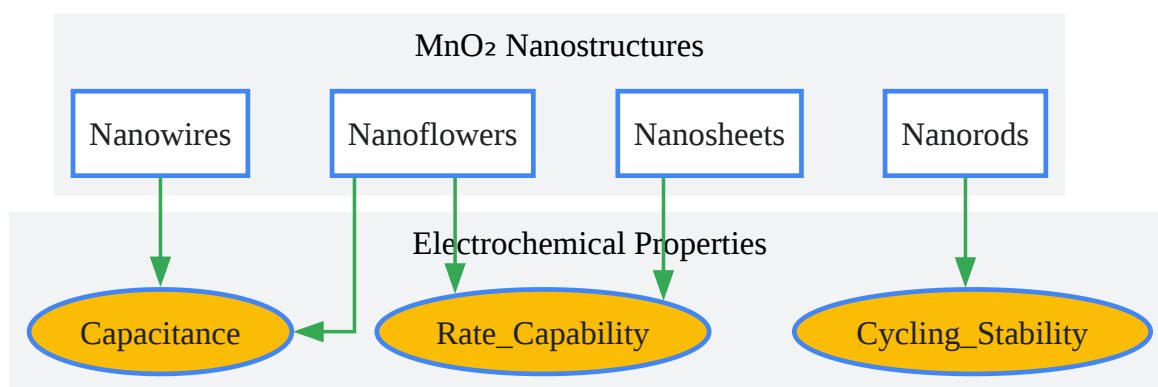 MnO₂ Nanostructures
Nanowires
Nanoflowers
Nanosheets
Nanorods
Electrochemical Properties
Capacitance
Rate_Capability
Cycling_Stability